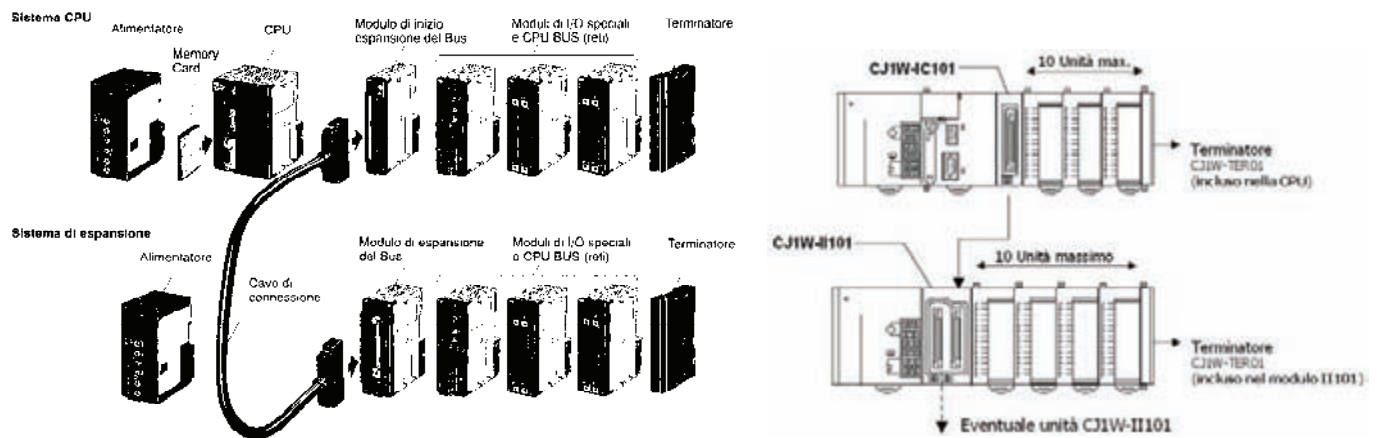 Sistema CPU
Alimentatore
Memory
Card
CPU
Modulo di inizio
espansione del Bus
Moduli di I/O speciali
e CPU BUS (reti)
Terminatore
Sistema di espansione
Alimentatore
Cavo di
connessione
Modulo di espansione
del Bus
Moduli di I/O speciali
e CPU BUS (reti)
Terminatore
CJ1W-IC101
10 Unità max.
Terminatore
CJ1W-TER01
(incluso nella CPU)
CJ1W-II101
10 Unità massimo
Terminatore
CJ1W-TER01
(incluso nel modulo II101)
Eventuale unità CJ1W-II101